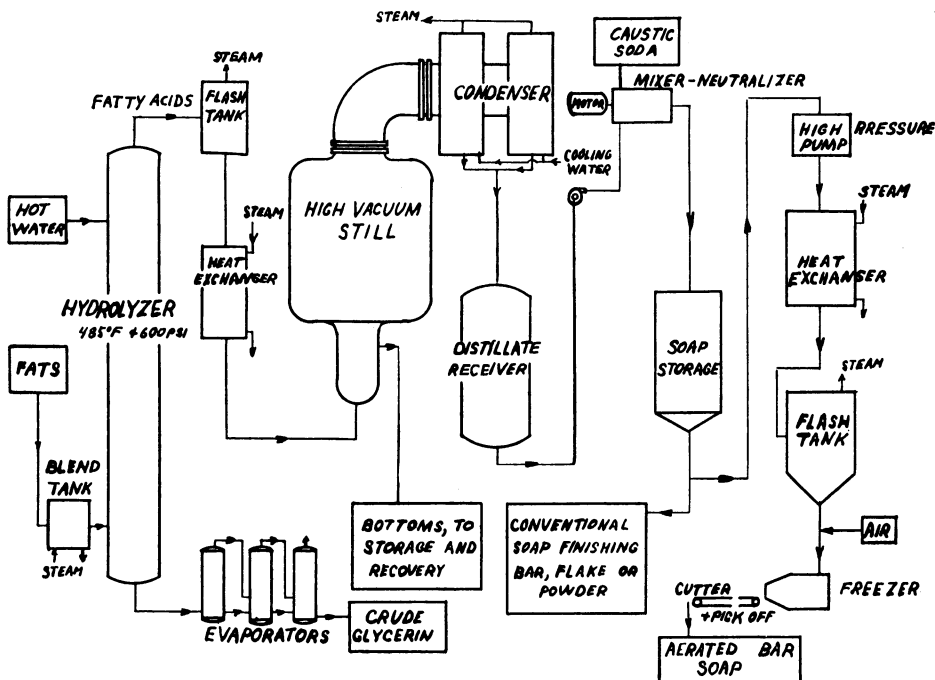 STEAM
CAUSTIC
SODA
STEAM
FLASH
TANK
FATTY ACIDS
CONDENSER
MOTOR
MIXER-NEUTRALIZER
HIGH PRESSURE
PUMP
COOLING
WATER
HOT
WATER
STEAM
HIGH VACUUM
STILL
STEAM
HEAT
EXCHANGER
HEAT
EXCHANSER
HYDROLYZER
485°F +600PSI
DISTILLATE
RECEIVER
SOAP
STORAGE
FATS
STEAM
FLASH
TANK
BLEND
TANK
STEAM
BOTTOMS, TO
STORAGE AND
RECOVERY
CONVENTIONAL
SOAP FINISHING
BAR, FLAKE OR
POWDER
AIR
CUTTER
+PICK OFF
FREEZER
EVAPORATORS
CRUDE
GLYCERIN
AERATED BAR
SOAP